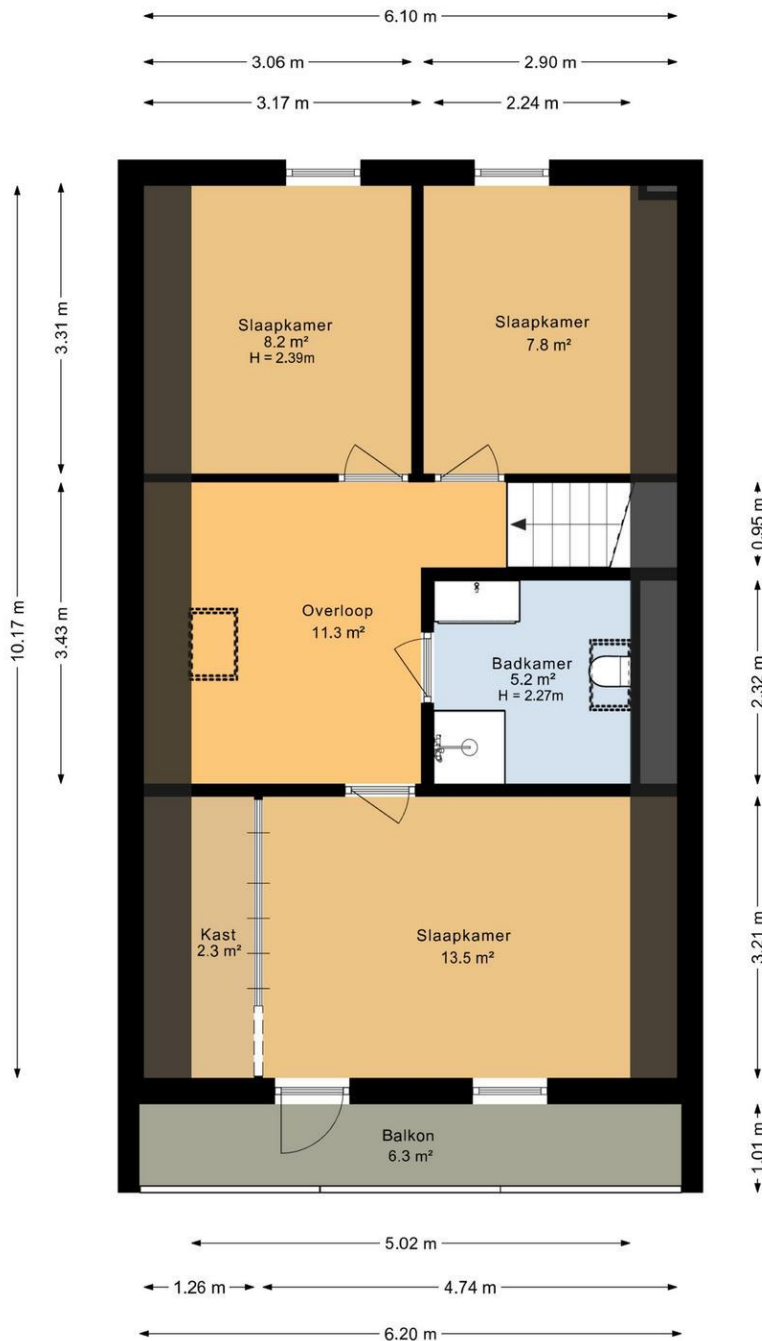 6.10 m
3.06 m
2.90 m
3.17 m
2.24 m
10.17 m
3.31 m
3.43 m
Slaapkamer
8.2 m²
H = 2.39m
Slaapkamer
7.8 m²
Overloop
11.3 m²
Badkamer
5.2 m²
H = 2.27m
Kast
2.3 m²
Slaapkamer
13.5 m²
Balkon
6.3 m²
0.95 m
2.32 m
3.21 m
1.01 m
5.02 m
1.26 m
4.74 m
6.20 m